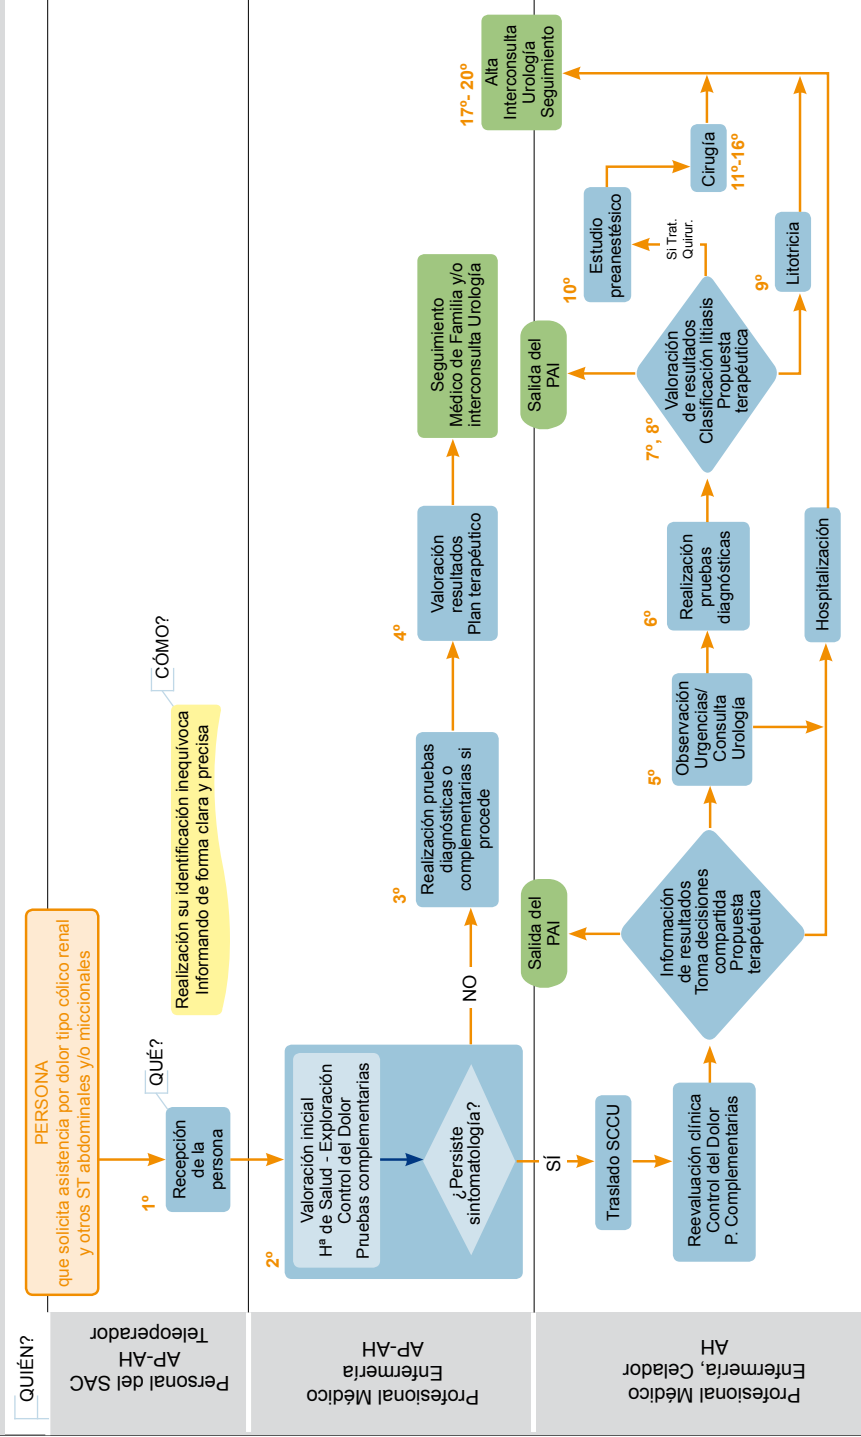 QUIÉN?
Personal del SAC
AP-AH
Teleoperador
Profesional Médico
Enfermería
AP-AH
Profesional Médico
Enfermería, Celador
AH
PERSONA
que solicita asistencia por dolor tipo cólico renal
y otros ST abdominales y/o miccionales
1º
QUÉ?
Recepción
de la
persona
Realización su identificación inequívoca
Informando de forma clara y precisa
CÓMO?
2º
Valoración inicial
Hª de Salud - Exploración
Control del Dolor
Pruebas complementarias
¿Persiste
sintomatología?
NO
3º
Realización pruebas
diagnósticas o
complementarias si
procede
4º
Valoración
resultados
Plan terapéutico
Seguimiento
Médico de Familia y/o
interconsulta Urología
17º- 20º
Alta
Interconsulta
Urología
Seguimiento
SÍ
Traslado SCCU
Reevaluación clínica
Control del Dolor
P. Complementarias
Salida del
PAI
Información
de resultados
Toma decisiones
compartida
Propuesta
terapéutica
5º
Observación
Urgencias/
Consulta
Urología
6º
Realización
pruebas
diagnósticas
Hospitalización
Salida del
PAI
7º, 8º
Valoración
de resultados
Clasificación litiasis
Propuesta
terapéutica
Si Trat.
Quirur.
10º
Estudio
preanestésico
9º
Litotricia
Cirugía
11º-16º